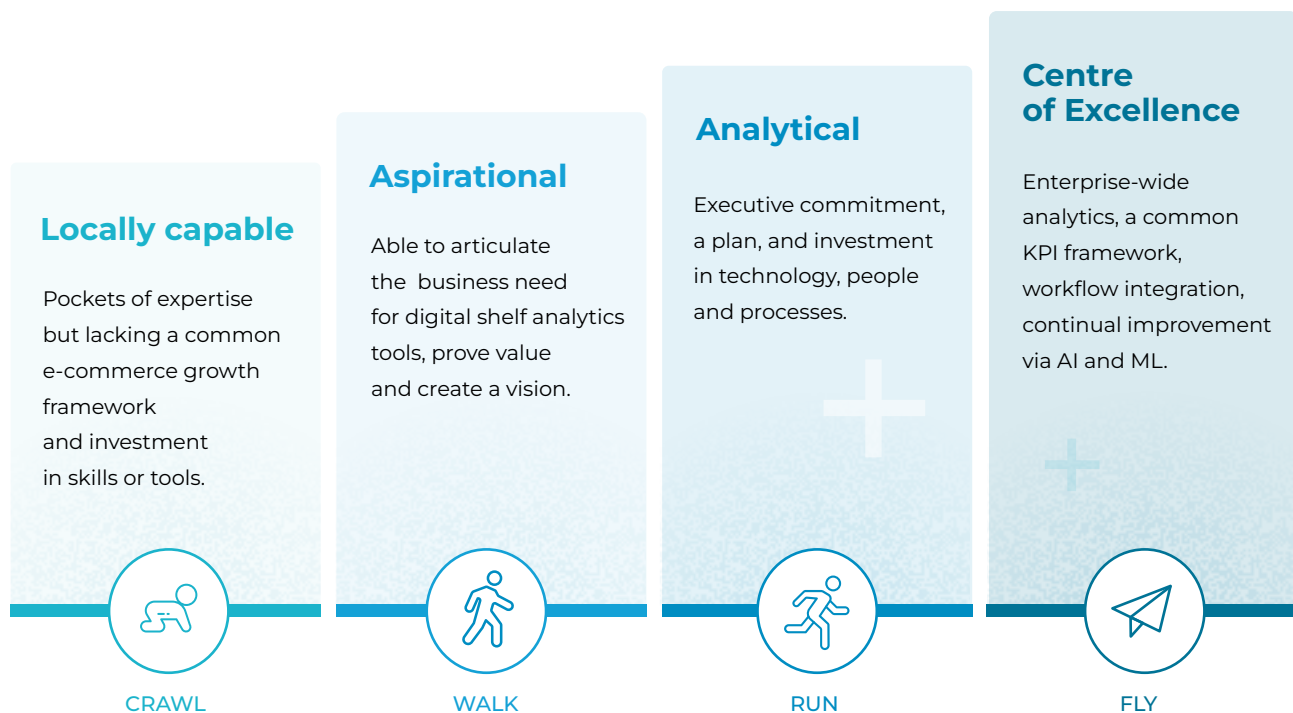 Locally capable
Pockets of expertise
but lacking a common
e-commerce growth
framework
and investment
in skills or tools.
CRAWL
Aspirational
Able to articulate
the  business need
for digital shelf analytics
tools, prove value
and create a vision.
WALK
Analytical
Executive commitment,
a plan, and investment
in technology, people
and processes.
RUN
Centre
of Excellence
Enterprise-wide
analytics, a common
KPI framework,
workflow integration,
continual improvement
via AI and ML.
FLY